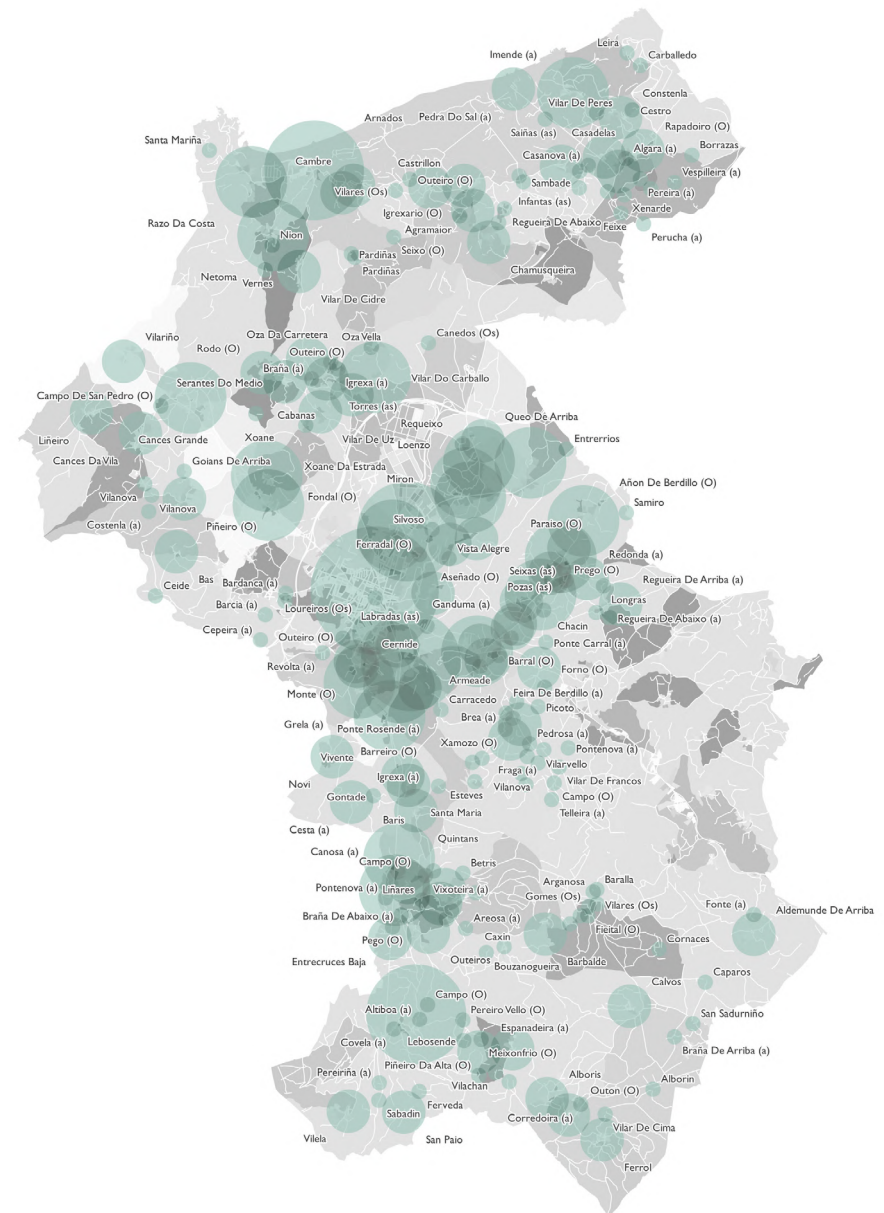 Leira
Imende (a)
Carballedo
Constenla
Vilar De Peres
Cestro
Arnados
Pedra Do Sal (a)
Rapadoiro (O)
Saiñas (as)
Casadelas
Santa Mariña
Borrazas
Algara (a)
Casanova (a)
Cambre
Castrillon
Vespilleira (a)
Outeiro (O)
Sambade
Vilares (Os)
Pereira (a)
Infantas (as)
Xenarde
Igrexario (O)
Razo Da Costa
Regueira De Abaixo
Feixe
Agramaior
Nion
Perucha (a)
Seixo (O)
Pardiñas
Pardiñas
Chamusqueira
Netoma
Vernes
Vilar De Cidre
Canedos (Os)
Oza Da Carretera
Oza Vella
Vilariño
Rodo (O)
Outeiro (O)
Braña (a)
Serantes Do Medio
Igrexa (a)
Vilar Do Carballo
Campo De San Pedro (O)
Torres (as)
Cabanas
Queo De Arriba
Requeixo
Xoane
Vilar De Uz
Entrerrios
Liñeiro
Cances Grande
Loenzo
Cances Da Vila
Goians De Arriba
Xoane Da Estrada
Miron
Añon De Berdillo (O)
Vilanova
Fondal (O)
Samiro
Vilanova
Silvoso
Costenla (a)
Piñeiro (O)
Paraiso (O)
Ferradal (O)
Vista Alegre
Redonda (a)
Seixas (as)
Prego (O)
Bas
Aseñado (O)
Regueira De Arriba (a)
Bardanca (a)
Ceide
Pozas (as)
Longras
Barcia (a)
Loureiros (Os)
Ganduma (a)
Labradas (as)
Regueira De Abaixo (a)
Cepeira (a)
Chacin
Outeiro (O)
Cernide
Ponte Carral (a)
Revolta (a)
Barral (O)
Forno (O)
Armeade
Monte (O)
Feira De Berdillo (a)
Carracedo
Picoto
Brea (a)
Grela (a)
Ponte Rosende (a)
Pedrosa (a)
Xamozo (O)
Pontenova (a)
Barreiro (O)
Vivente
Vilarvello
Fraga (a)
Igrexa (a)
Vilar De Francos
Novi
Vilanova
Esteves
Gontade
Campo (O)
Santa Maria
Telleira (a)
Baris
Cesta (a)
Quintans
Canosa (a)
Campo (O)
Betris
Baralla
Arganosa
Pontenova (a)
Liñares
Vixoteira (a)
Gomes (Os)
Vilares (Os)
Fonte (a)
Aldemunde De Arriba
Braña De Abaixo (a)
Areosa (a)
Fieital (O)
Caxin
Pego (O)
Cornaces
Outeiros
Entrecruces Baja
Barbalde
Bouzanogueira
Calvos
Caparos
Campo (O)
Altiboa (a)
Pereiro Vello (O)
San Sadurniño
Espanadeira (a)
Covela (a)
Lebosende
Braña De Arriba (a)
Meixonfrio (O)
Piñeiro Da Alta (O)
Pereiriña (a)
Alboris
Alborin
Vilachan
Outon (O)
Ferveda
Sabadin
Corredoira (a)
Vilar De Cima
Vilela
San Paio
Ferrol